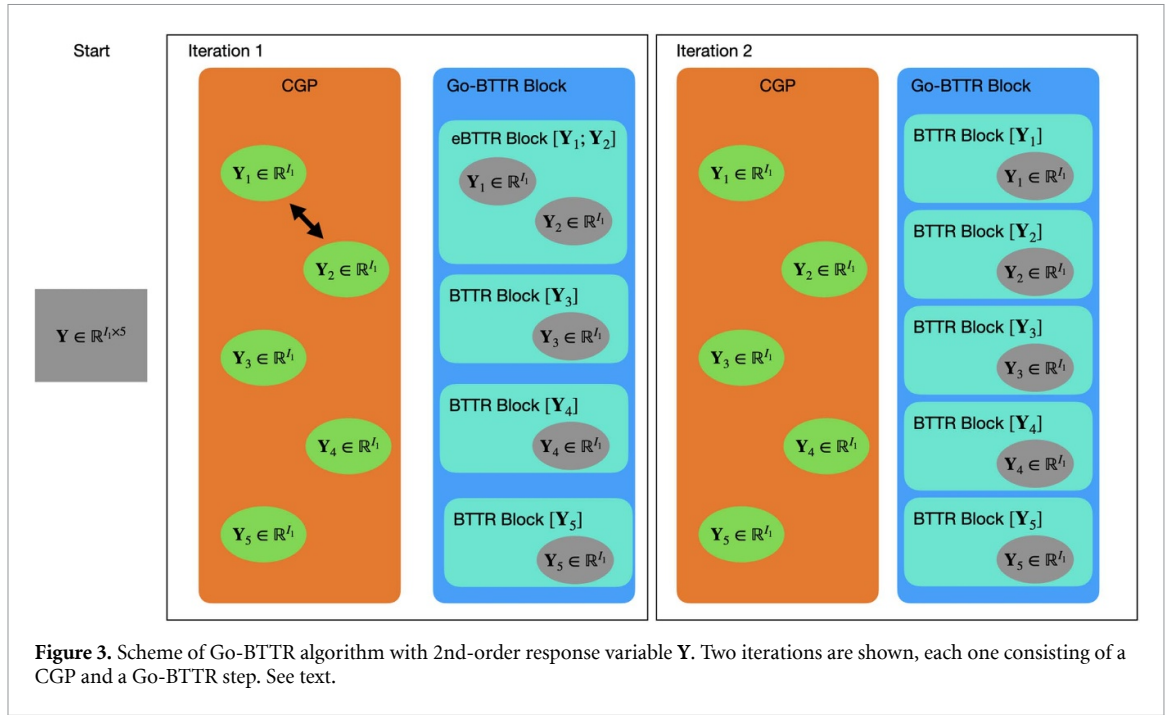 Start
Y ∈ ℝ^{I₁×5}
Iteration 1
CGP
Y₁ ∈ ℝ^{I₁}
Y₂ ∈ ℝ^{I₁}
Y₃ ∈ ℝ^{I₁}
Y₄ ∈ ℝ^{I₁}
Y₅ ∈ ℝ^{I₁}
Go-BTTR Block
eBTTR Block [Y₁; Y₂]
Y₁ ∈ ℝ^{I₁}
Y₂ ∈ ℝ^{I₁}
BTTR Block [Y₃]
Y₃ ∈ ℝ^{I₁}
BTTR Block [Y₄]
Y₄ ∈ ℝ^{I₁}
BTTR Block [Y₅]
Y₅ ∈ ℝ^{I₁}
Iteration 2
CGP
Y₁ ∈ ℝ^{I₁}
Y₂ ∈ ℝ^{I₁}
Y₃ ∈ ℝ^{I₁}
Y₄ ∈ ℝ^{I₁}
Y₅ ∈ ℝ^{I₁}
Go-BTTR Block
BTTR Block [Y₁]
Y₁ ∈ ℝ^{I₁}
BTTR Block [Y₂]
Y₂ ∈ ℝ^{I₁}
BTTR Block [Y₃]
Y₃ ∈ ℝ^{I₁}
BTTR Block [Y₄]
Y₄ ∈ ℝ^{I₁}
BTTR Block [Y₅]
Y₅ ∈ ℝ^{I₁}
Figure 3. Scheme of Go-BTTR algorithm with 2nd-order response variable Y. Two iterations are shown, each one consisting of a
CGP and a Go-BTTR step. See text.